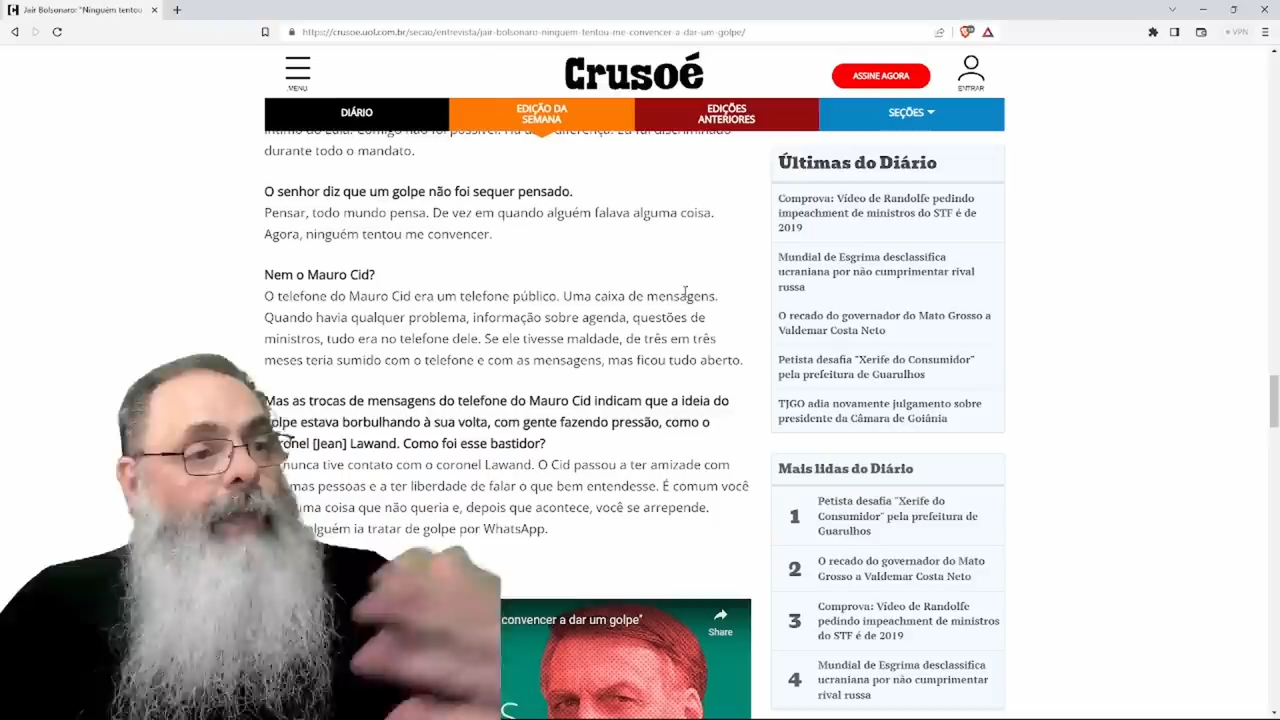 Jair Bolsonaro: "Ninguém tentou
https://crusoe.uol.com.br/secao/entrevista/jair-bolsonaro-ninguem-tentou-me-convencer-a-dar-um-golpe/
VPN
MENU
Crusoé
ASSINE AGORA
ENTRAR
DIÁRIO
EDIÇÃO DA
SEMANA
EDIÇÕES
ANTERIORES
SEÇÕES
durante todo o mandato.
O senhor diz que um golpe não foi sequer pensado.
Pensar, todo mundo pensa. De vez em quando alguém falava alguma coisa.
Agora, ninguém tentou me convencer.
Nem o Mauro Cid?
O telefone do Mauro Cid era um telefone público. Uma caixa de mensagens.
Quando havia qualquer problema, informação sobre agenda, questões de
ministros, tudo era no telefone dele. Se ele tivesse maldade, de três em três
meses teria sumido com o telefone e com as mensagens, mas ficou tudo aberto.
Mas as trocas de mensagens do telefone do Mauro Cid indicam que a ideia do
golpe estava borbulhando à sua volta, com gente fazendo pressão, como o
[Jean] Lawand. Como foi esse bastidor?
nunca tive contato com o coronel Lawand. O Cid passou a ter amizade com
pessoas e a ter liberdade de falar o que bem entendesse. É comum você
uma coisa que não queria e, depois que acontece, você se arrepende.
alguém ia tratar de golpe por WhatsApp.
convencer a dar um golpe"
Share
Últimas do Diário
Comprova: Vídeo de Randolfe pedindo
impeachment de ministros do STF é de
2019
Mundial de Esgrima desclassifica
ucraniana por não cumprimentar rival
russa
O recado do governador do Mato Grosso a
Valdemar Costa Neto
Petista desafia "Xerife do Consumidor"
pela prefeitura de Guarulhos
TJGO adia novamente julgamento sobre
presidente da Câmara de Goiânia
Mais lidas do Diário
1
Petista desafia "Xerife do
Consumidor" pela prefeitura de
Guarulhos
2
O recado do governador do Mato
Grosso a Valdemar Costa Neto
3
Comprova: Vídeo de Randolfe
pedindo impeachment de ministros
do STF é de 2019
4
Mundial de Esgrima desclassifica
ucraniana por não cumprimentar
rival russa